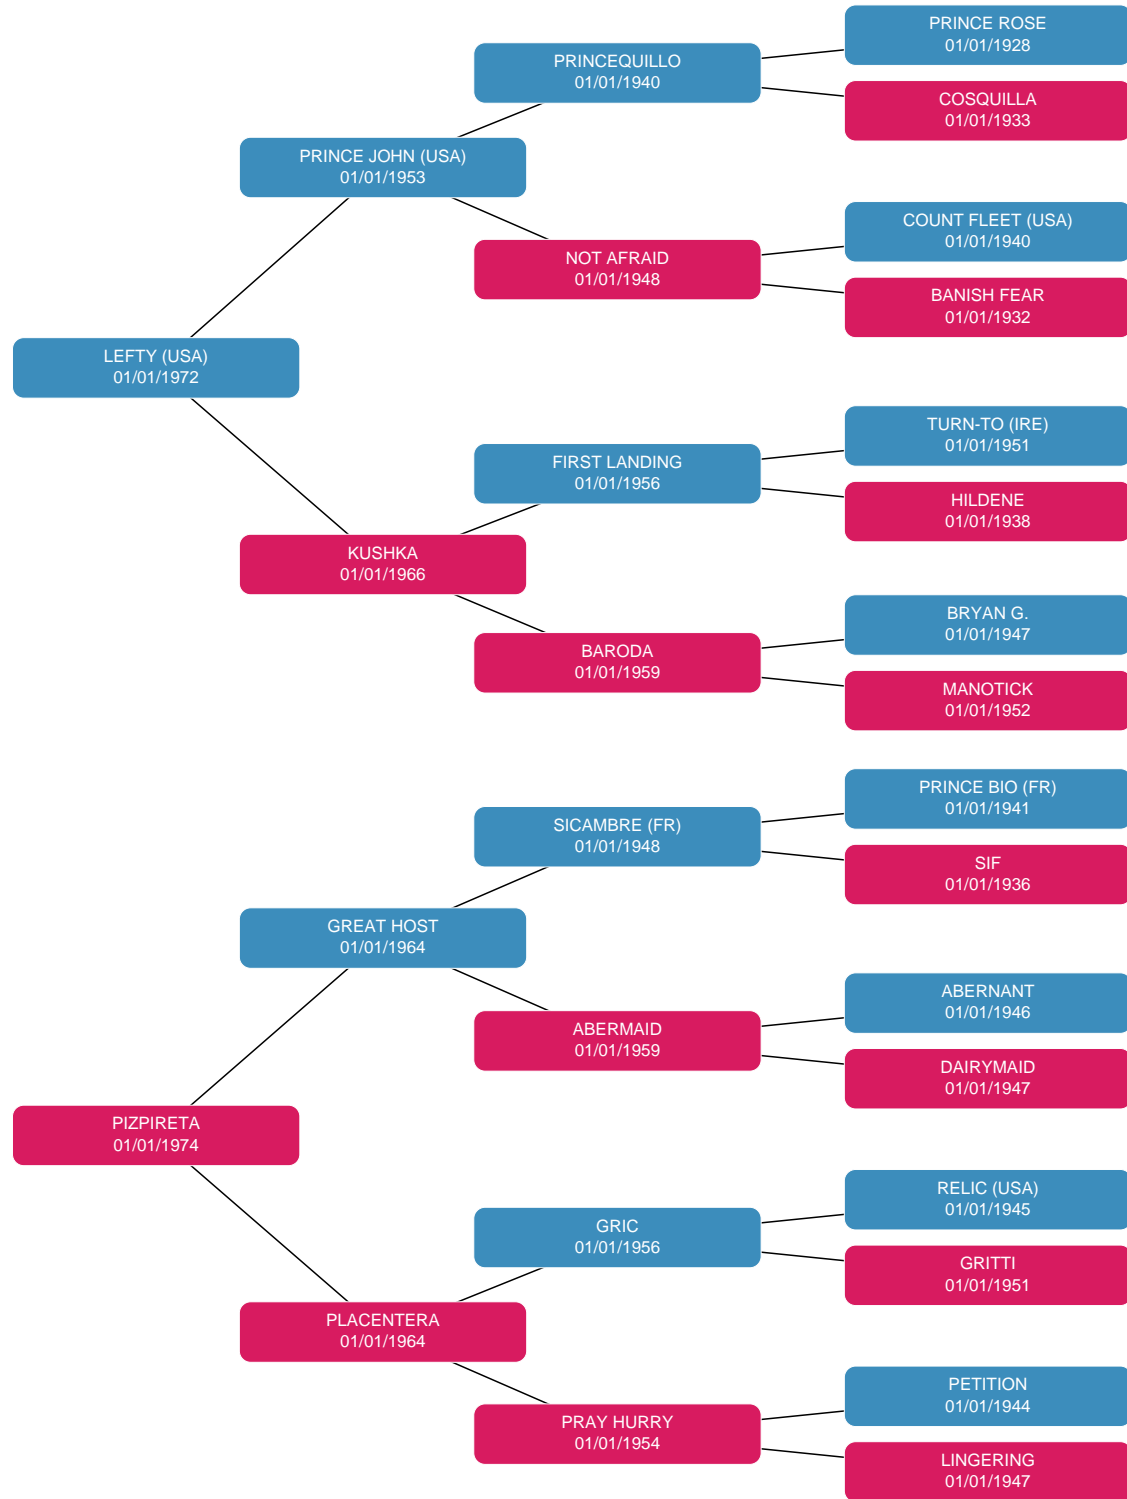 PRINCE ROSE
01/01/1928
PRINCEQUILLO
01/01/1940
COSQUILLA
01/01/1933
PRINCE JOHN (USA)
01/01/1953
COUNT FLEET (USA)
01/01/1940
NOT AFRAID
01/01/1948
BANISH FEAR
01/01/1932
LEFTY (USA)
01/01/1972
TURN-TO (IRE)
01/01/1951
FIRST LANDING
01/01/1956
HILDENE
01/01/1938
KUSHKA
01/01/1966
BRYAN G.
01/01/1947
BARODA
01/01/1959
MANOTICK
01/01/1952
PRINCE BIO (FR)
01/01/1941
SICAMBRE (FR)
01/01/1948
SIF
01/01/1936
GREAT HOST
01/01/1964
ABERNANT
01/01/1946
ABERMAID
01/01/1959
DAIRYMAID
01/01/1947
PIZPIRETA
01/01/1974
RELIC (USA)
01/01/1945
GRIC
01/01/1956
GRITTI
01/01/1951
PLACENTERA
01/01/1964
PETITION
01/01/1944
PRAY HURRY
01/01/1954
LINGERING
01/01/1947